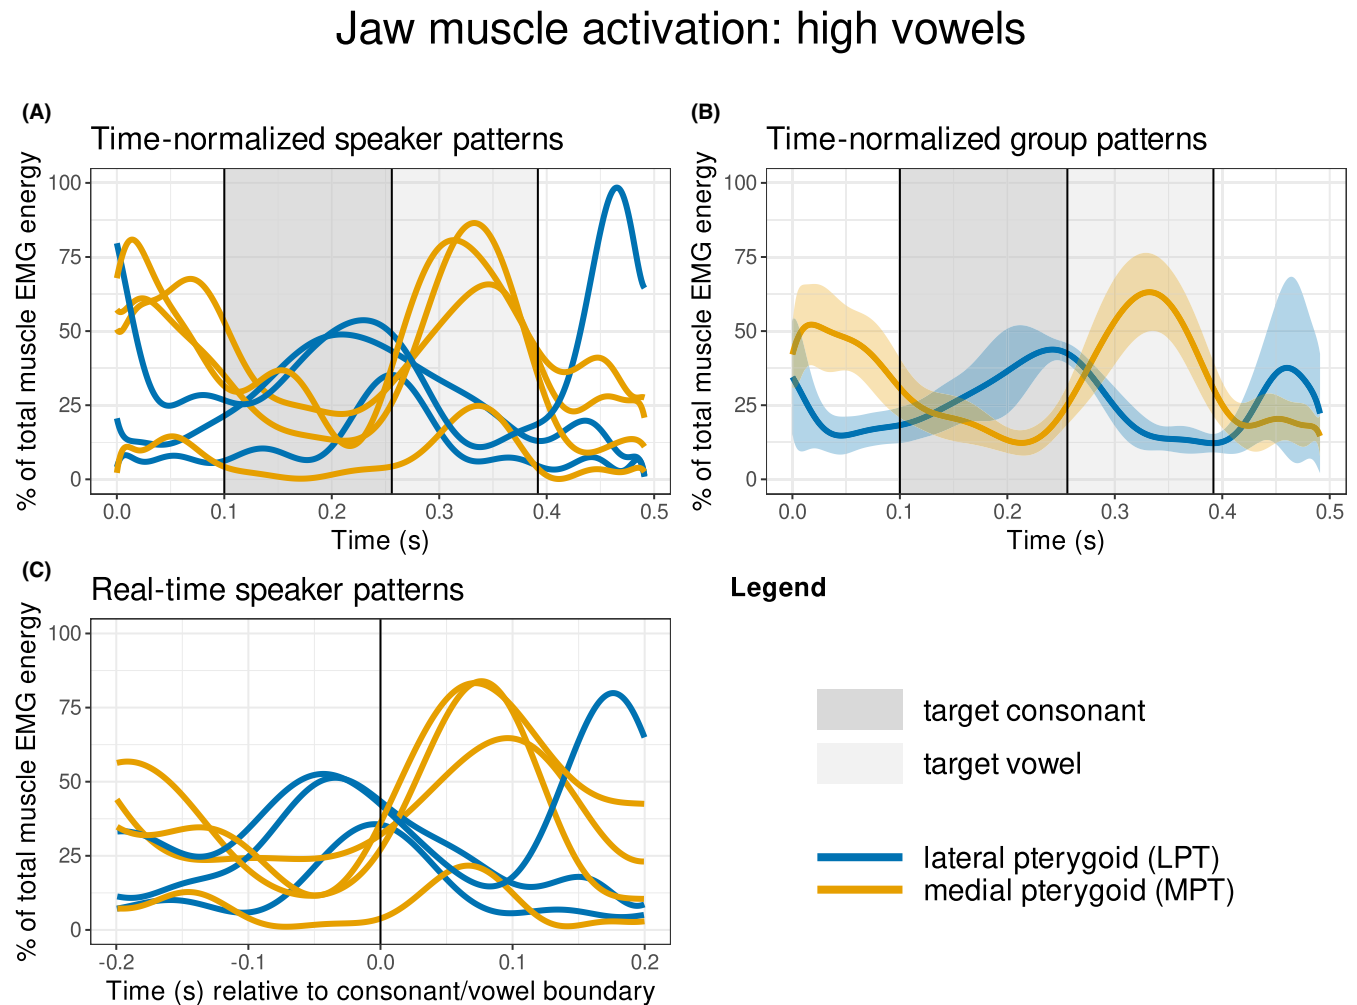 Jaw muscle activation: high vowels
(A)
Time-normalized speaker patterns
% of total muscle EMG energy
100
75
50
25
0
0.0 0.1 0.2 0.3 0.4 0.5
Time (s)
(B)
Time-normalized group patterns
% of total muscle EMG energy
100
75
50
25
0
0.0 0.1 0.2 0.3 0.4 0.5
Time (s)
(C)
Real-time speaker patterns
% of total muscle EMG energy
100
75
50
25
0
-0.2 -0.1 0.0 0.1 0.2
Time (s) relative to consonant/vowel boundary
Legend
target consonant
target vowel
lateral pterygoid (LPT)
medial pterygoid (MPT)